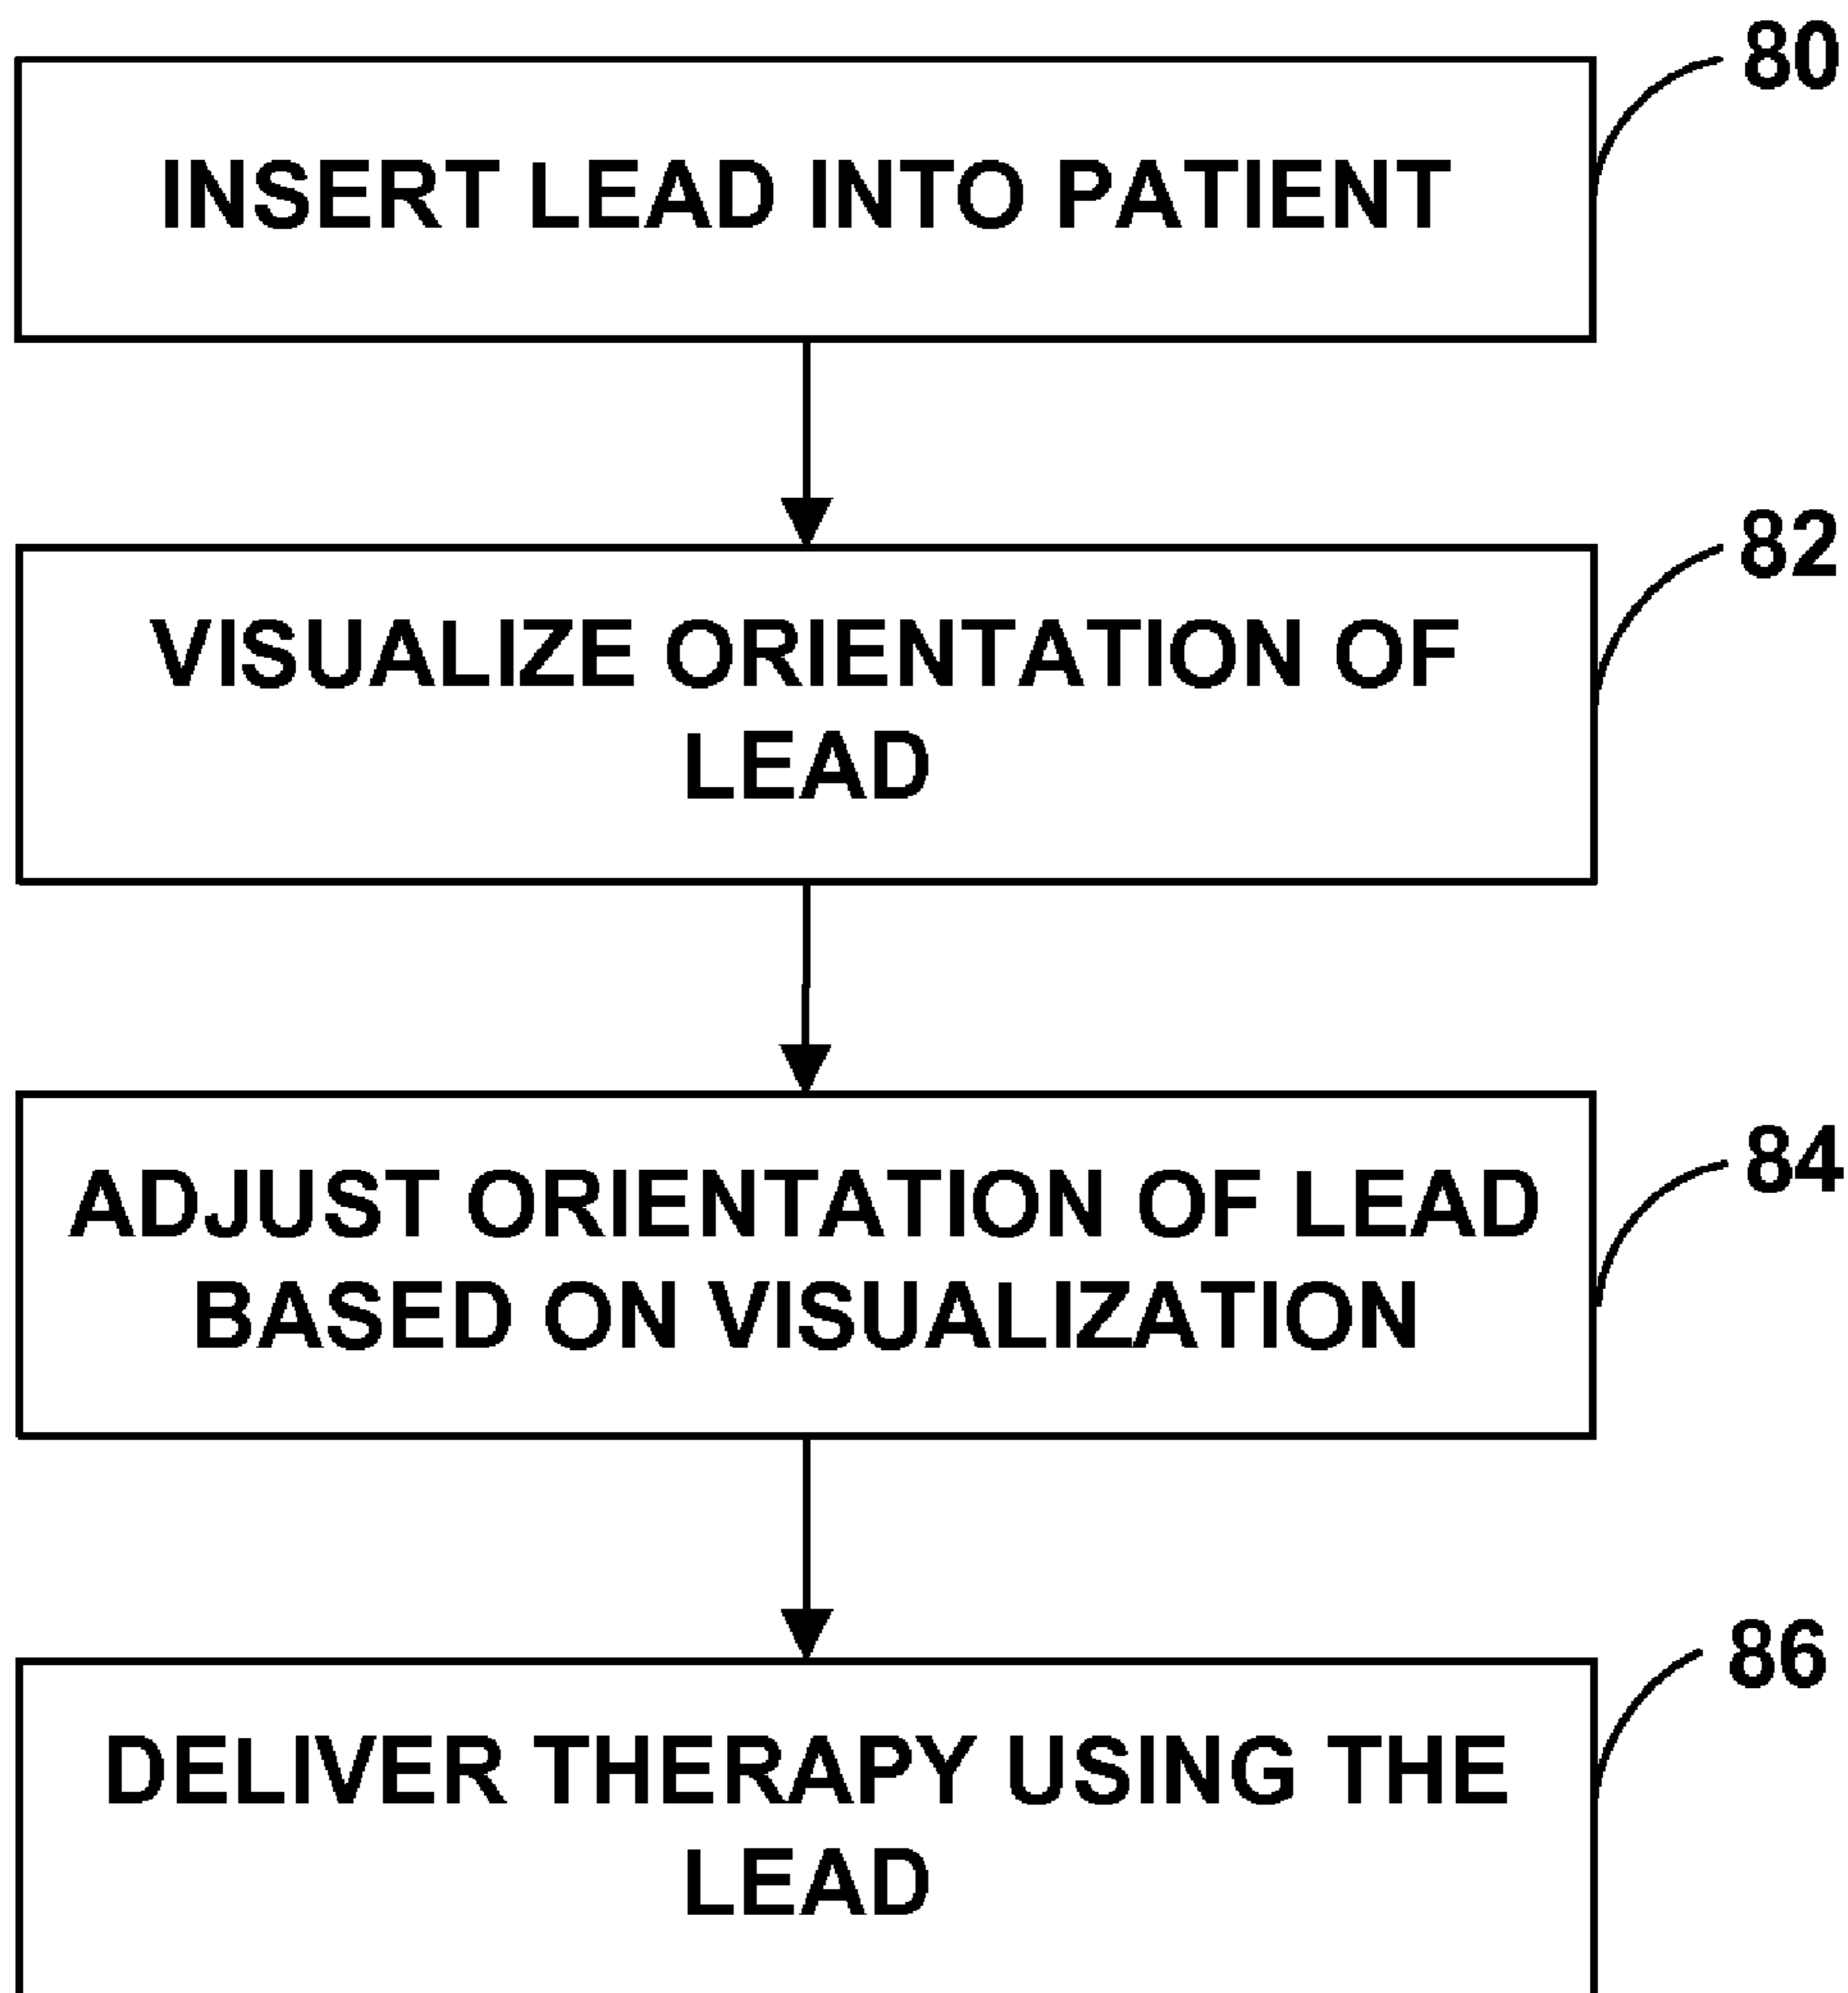 80
INSERT LEAD INTO PATIENT
82
VISUALIZE ORIENTATION OF
LEAD
84
ADJUST ORIENTATION OF LEAD
BASED ON VISUALIZATION
86
DELIVER THERAPY USING THE
LEAD